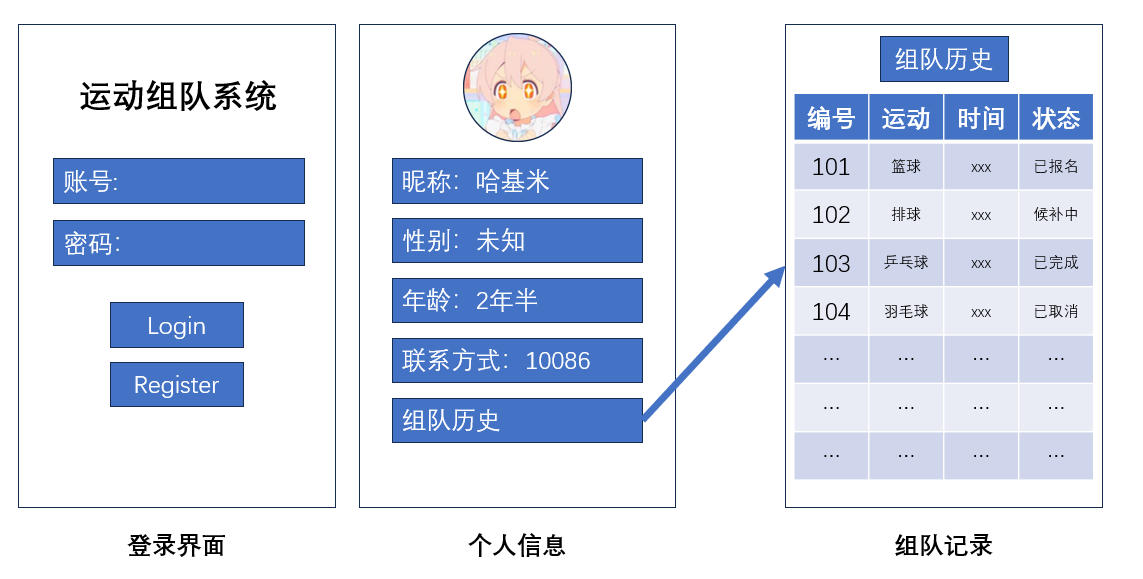 运动组队系统
账号:
密码：
Login
Register
登录界面
昵称：哈基米
性别：未知
年龄：2年半
联系方式：10086
组队历史
个人信息
组队历史
编号 运动 时间 状态
101 篮球 xxx 已报名
102 排球 xxx 候补中
103 乒乓球 xxx 已完成
104 羽毛球 xxx 已取消
... ... ... ...
... ... ... ...
... ... ... ...
组队记录